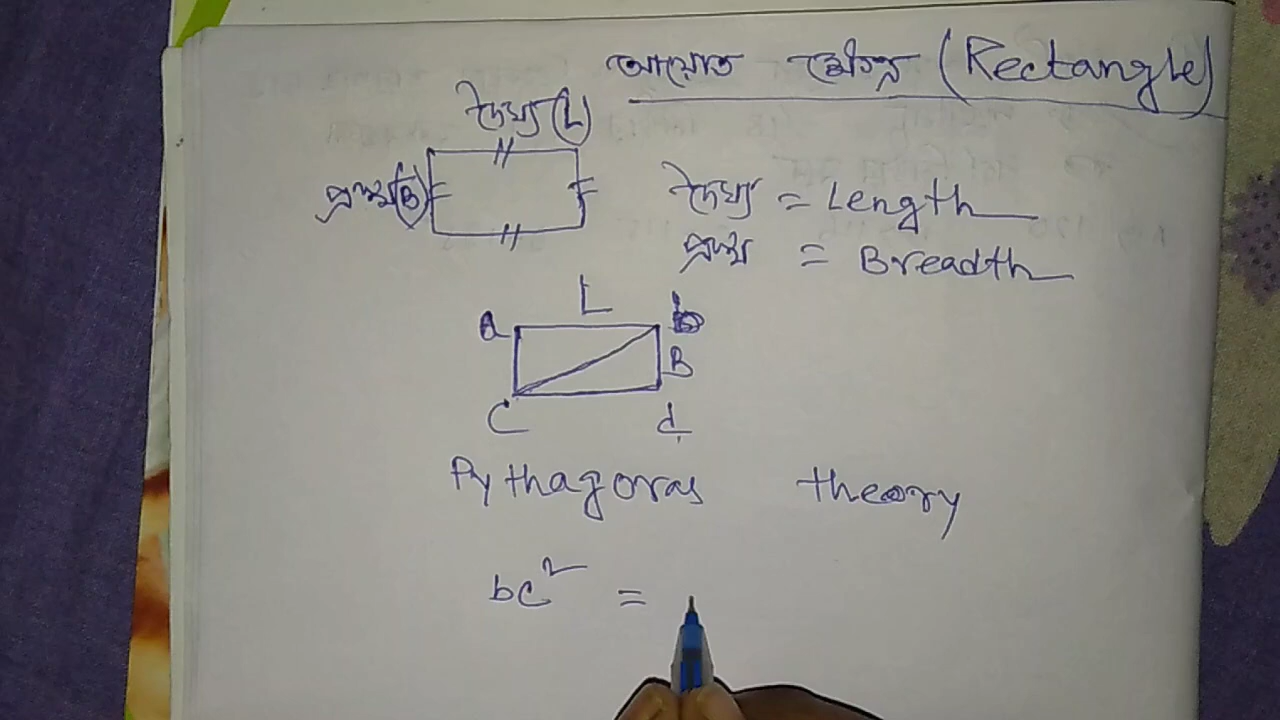 আয়োত ক্ষেত্র (Rectangle)
দৈঘ্য (L)
প্রস্থ (B)
দৈঘ্য = Length
প্রস্থ = Breadth
L
a b
B
C d
Pythagoras theory
bc² =